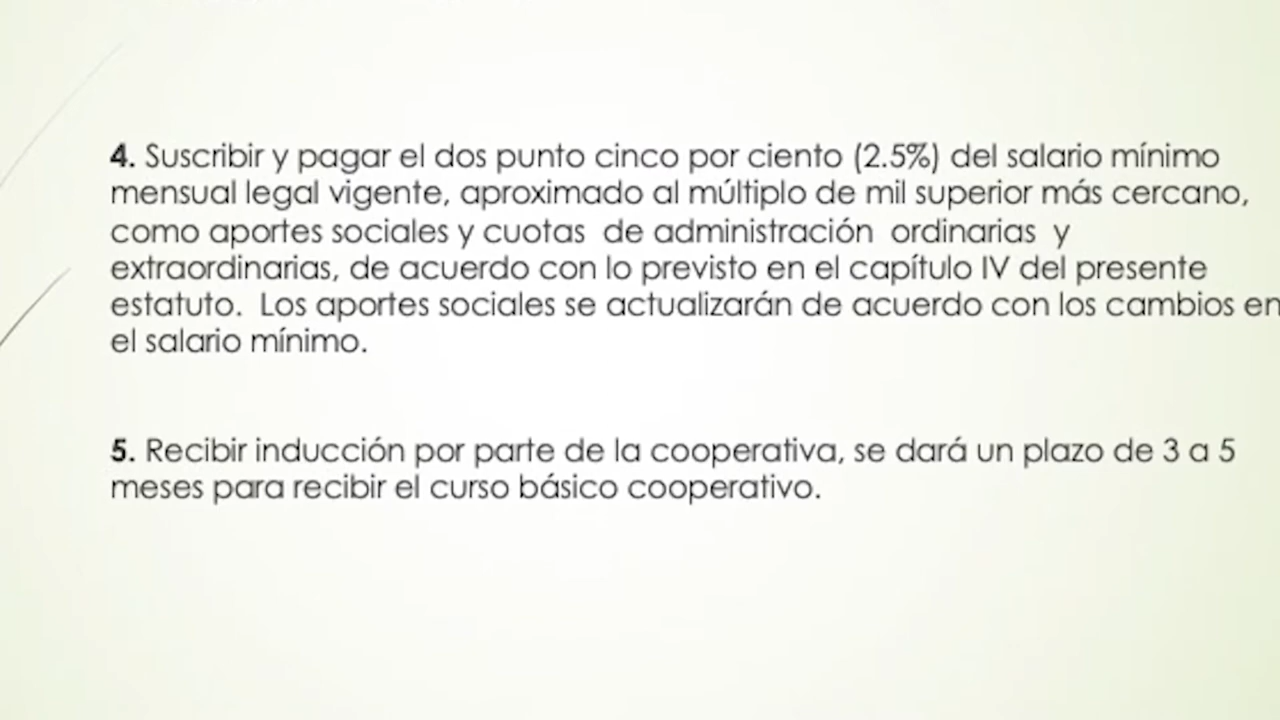 4. Suscribir y pagar el dos punto cinco por ciento (2.5%) del salario mínimo
mensual legal vigente, aproximado al múltiplo de mil superior más cercano,
como aportes sociales y cuotas de administración ordinarias y
extraordinarias, de acuerdo con lo previsto en el capítulo IV del presente
estatuto. Los aportes sociales se actualizarán de acuerdo con los cambios en
el salario mínimo.
5. Recibir inducción por parte de la cooperativa, se dará un plazo de 3 a 5
meses para recibir el curso básico cooperativo.